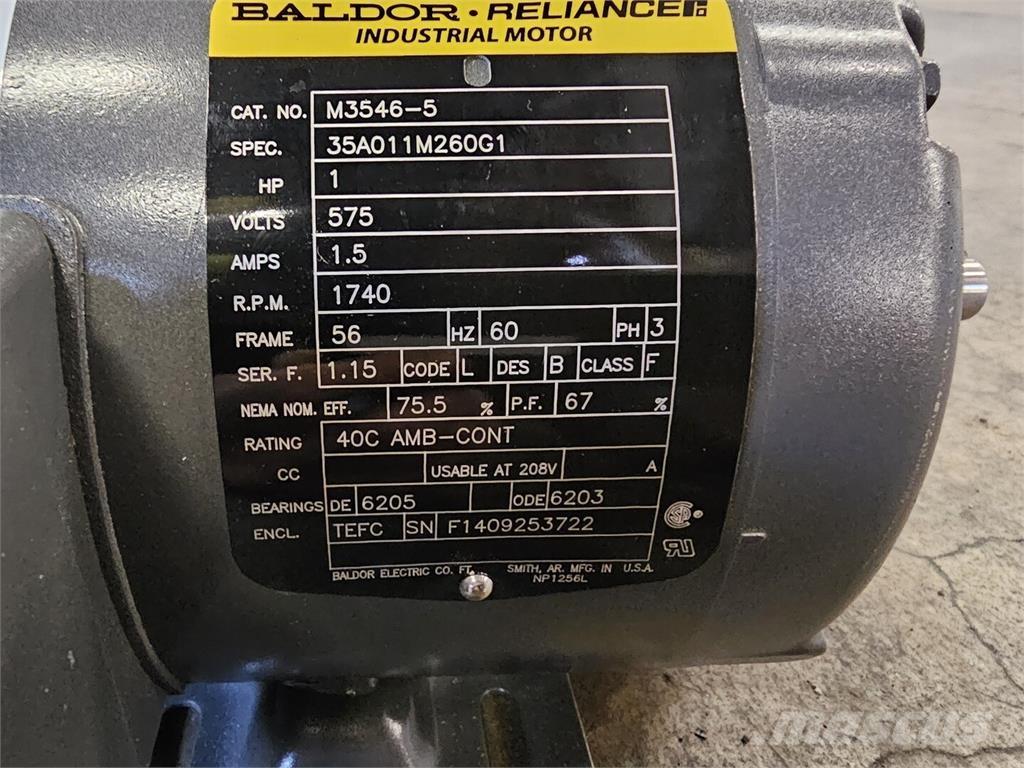 BALDOR · RELIANCE
INDUSTRIAL MOTOR
CAT. NO. M3546-5
SPEC. 35A011M260G1
HP 1
VOLTS 575
AMPS 1.5
R.P.M. 1740
FRAME 56 HZ 60 PH 3
SER. F. 1.15 CODE L DES B CLASS F
NEMA NOM. EFF. 75.5 % P.F. 67 %
RATING 40C AMB-CONT
CC USABLE AT 208V A
BEARINGS DE 6205 ODE 6203
ENCL. TEFC SN F1409253722
BALDOR ELECTRIC CO. FT. SMITH, AR. MFG. IN U.S.A.
NP1256L
mascus